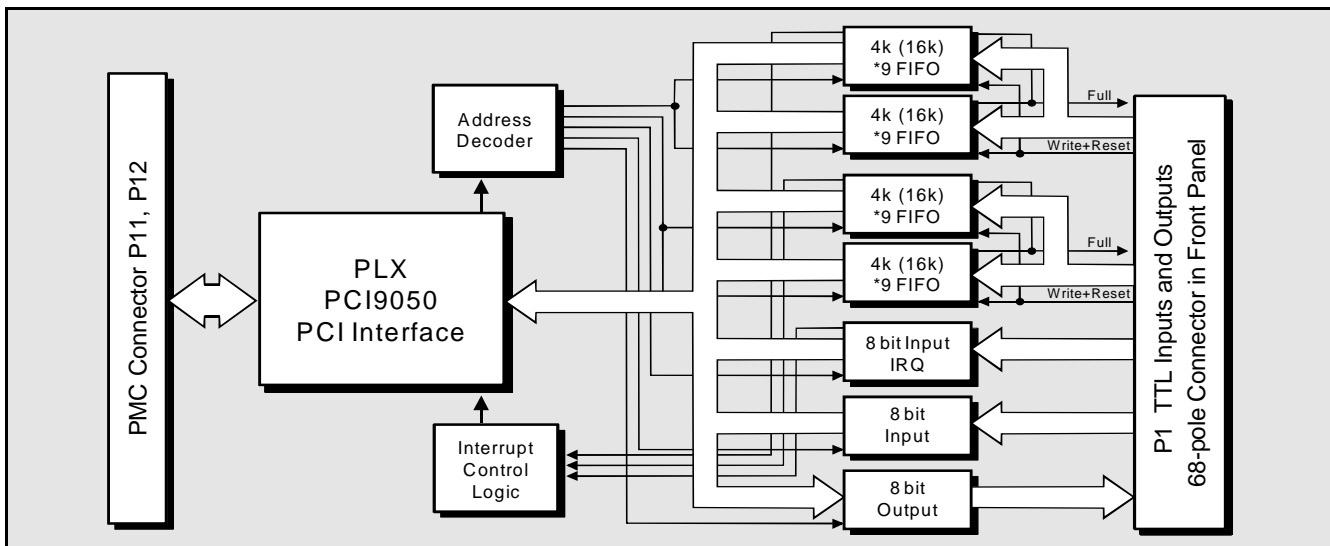 PMC Connector P11, P12
Address
Decoder
PLX
PCI9050
PCI Interface
Interrupt
Control
Logic
4k (16k)
*9 FIFO
4k (16k)
*9 FIFO
4k (16k)
*9 FIFO
4k (16k)
*9 FIFO
8 bit Input
IRQ
8 bit
Input
8 bit
Output
Full
Write+Reset
Full
Write+Reset
P1 TTL Inputs and Outputs
68-pole Connector in Front Panel